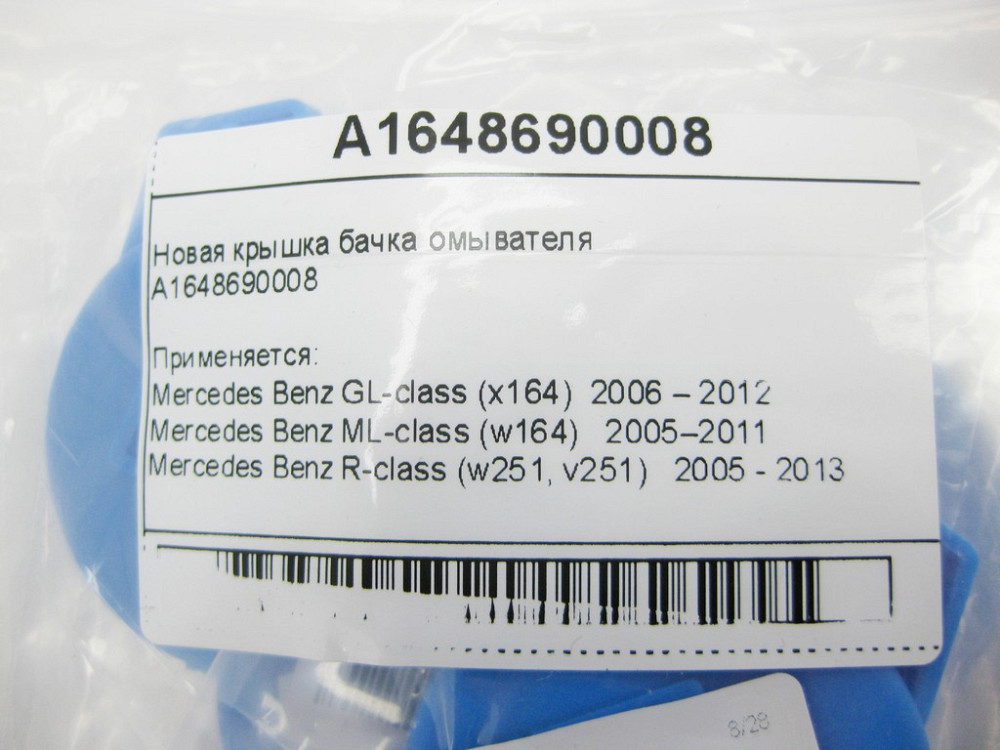 A1648690008
Новая крышка бачка омывателя
A1648690008
Применяется:
Mercedes Benz GL-class (x164) 2006 – 2012
Mercedes Benz ML-class (w164) 2005–2011
Mercedes Benz R-class (w251, v251) 2005 - 2013
8/28